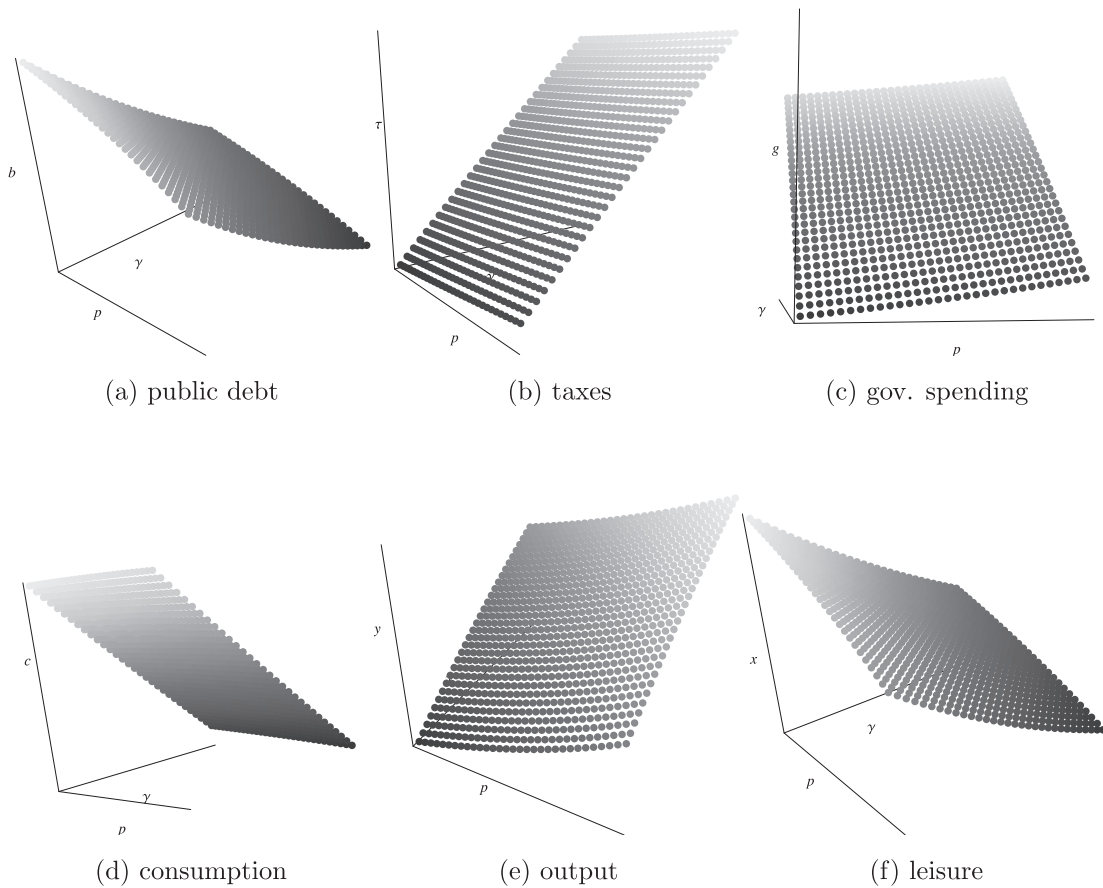 b
γ
p
(a) public debt
τ
γ
p
(b) taxes
g
γ
p
(c) gov. spending
c
γ
p
(d) consumption
y
p
(e) output
x
γ
p
(f) leisure